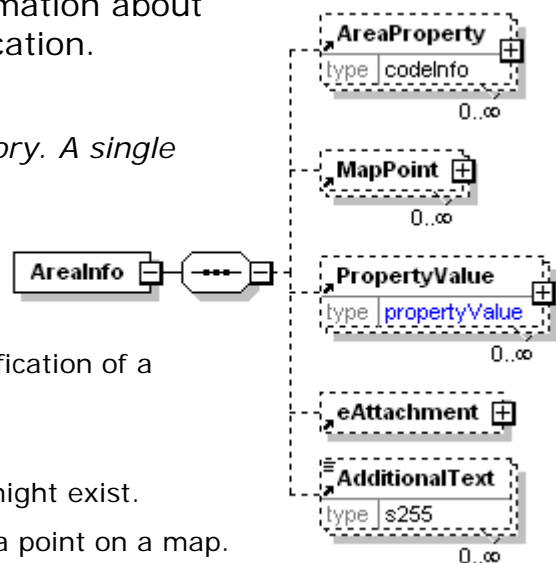 mation about
cation.
ory. A single
fication of a
might exist.
a point on a map.
AreaInfo
AreaProperty
type codeInfo
0..∞
MapPoint
0..∞
PropertyValue
type propertyValue
0..∞
eAttachment
AdditionalText
type s255
0..∞